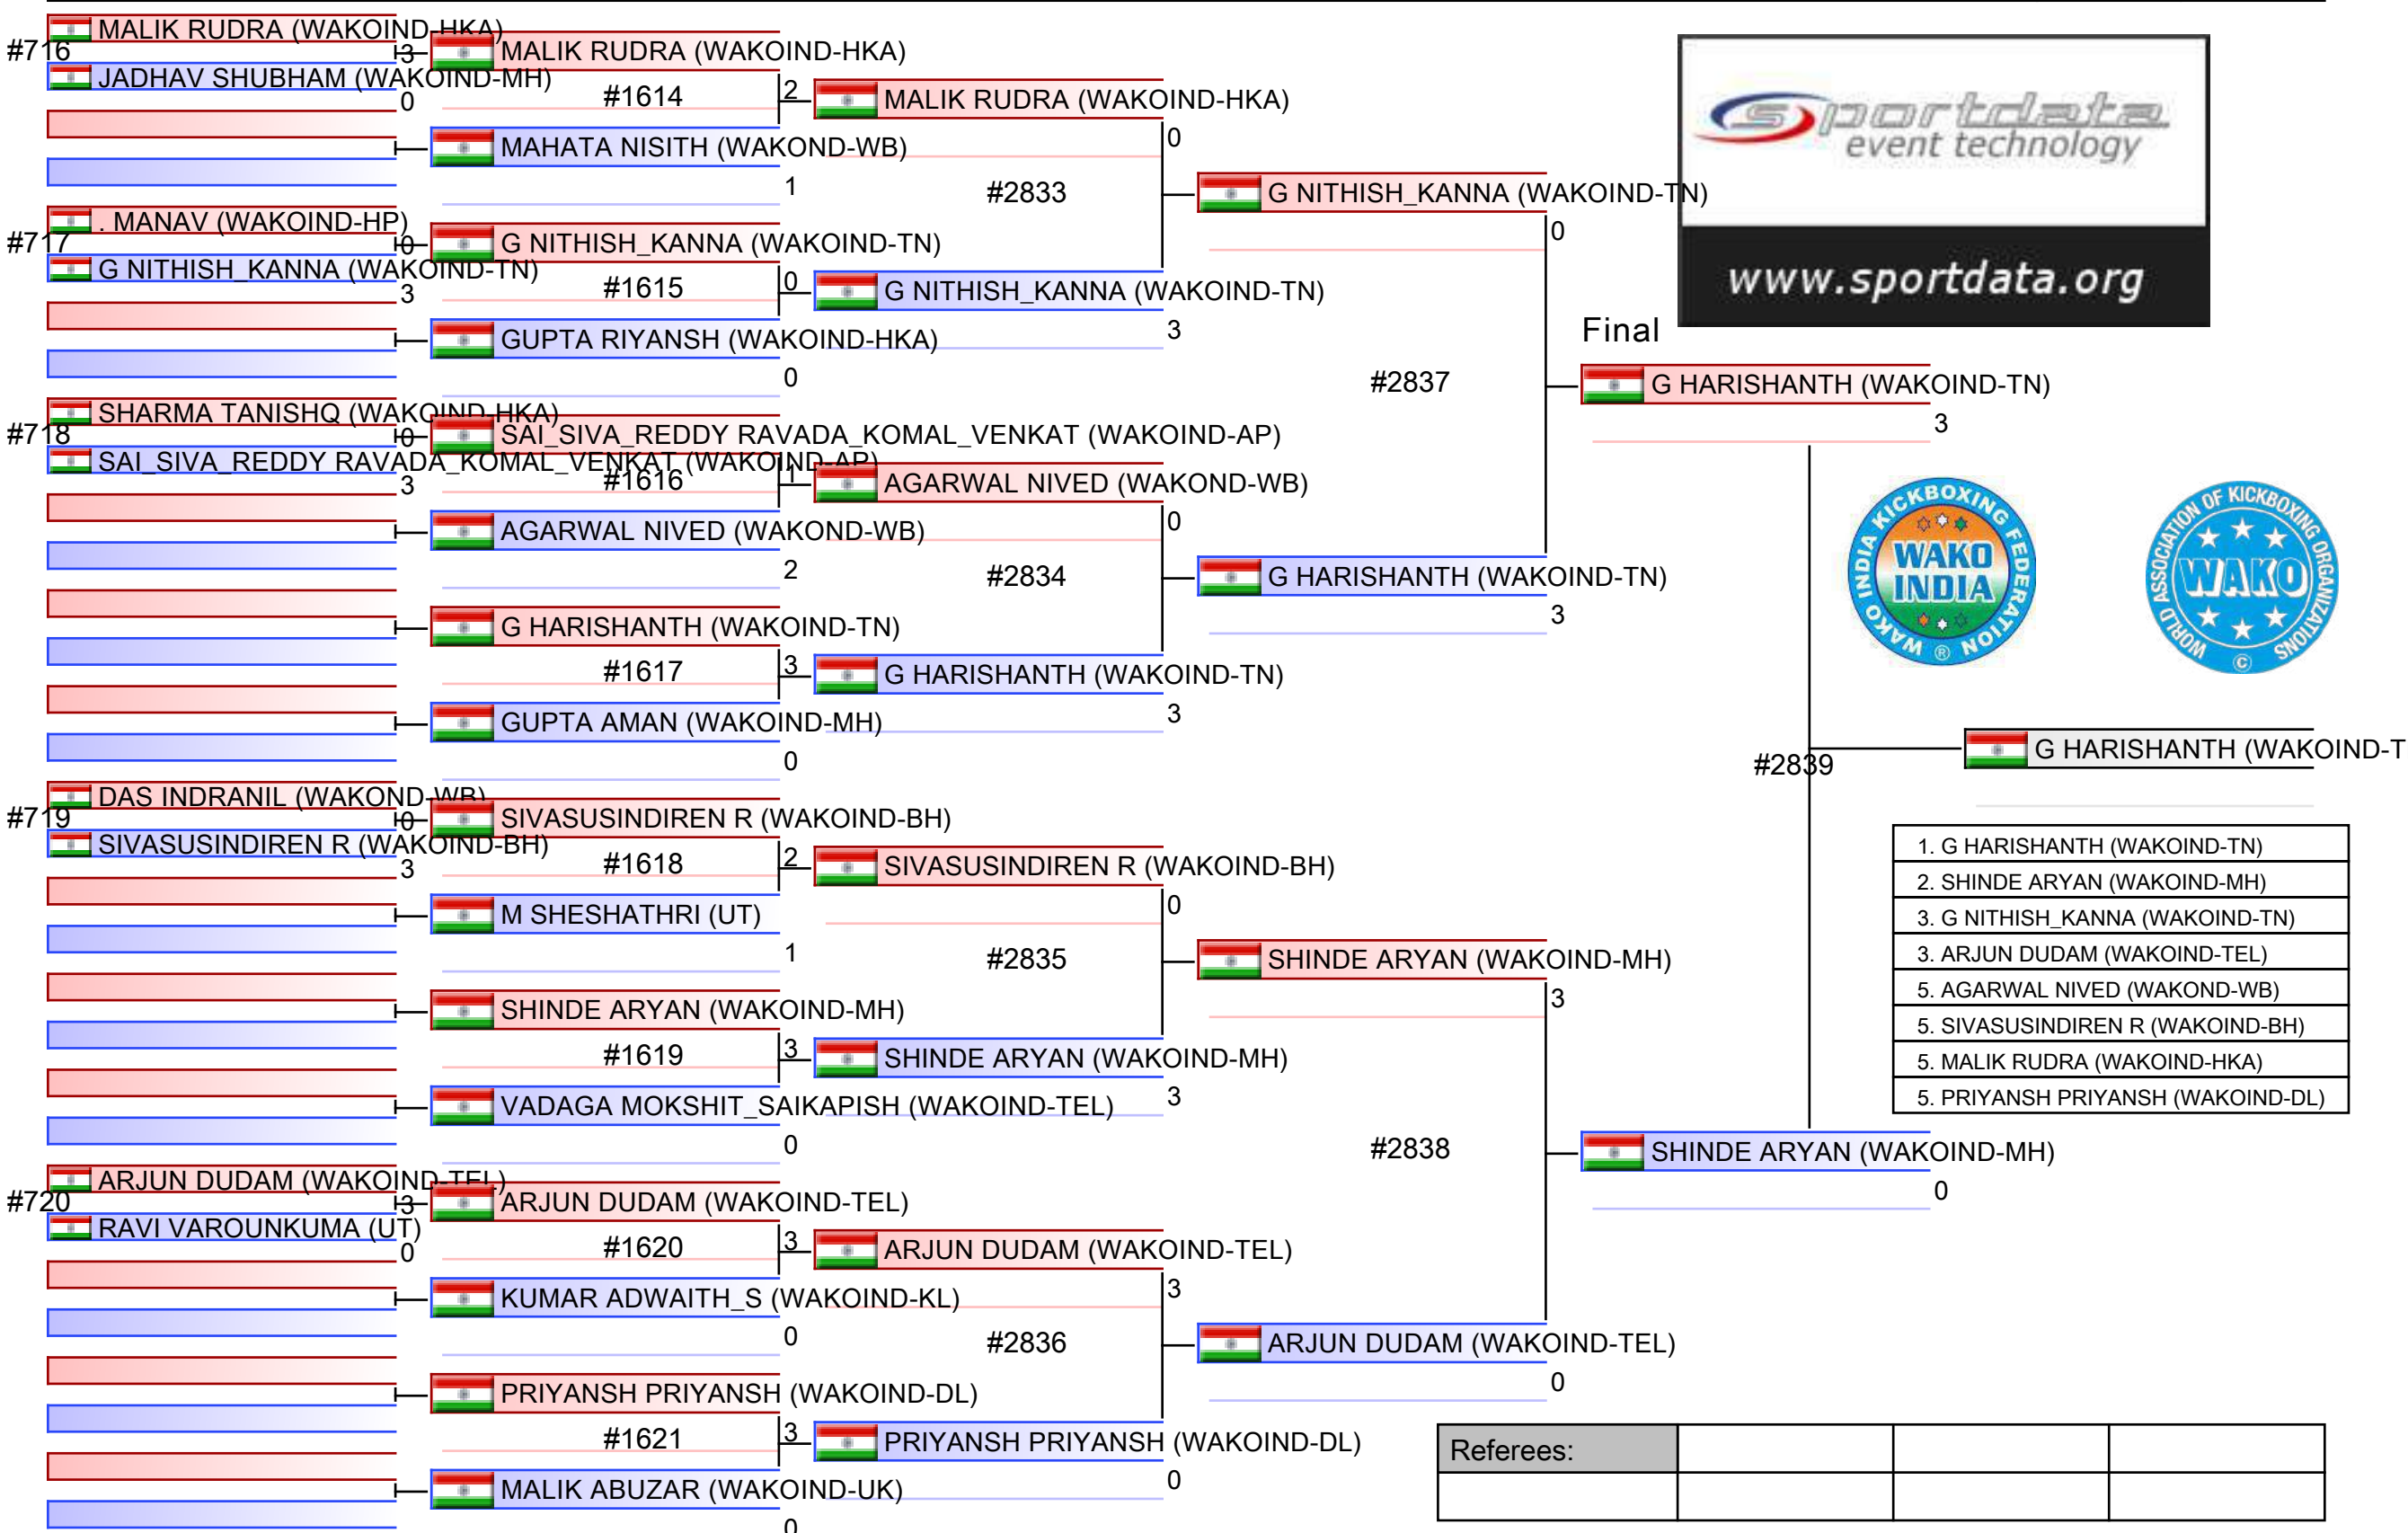 #716
MALIK RUDRA (WAKOIND-HKA)
3
JADHAV SHUBHAM (WAKOIND-MH)
0
#717
. MANAV (WAKOIND-HP)
0
G NITHISH_KANNA (WAKOIND-TN)
3
#718
SHARMA TANISHQ (WAKOIND-HKA)
0
SAI_SIVA_REDDY RAVADA_KOMAL_VENKAT (WAKOIND-AP)
3
#719
DAS INDRANIL (WAKOND-WB)
0
SIVASUSINDIREN R (WAKOIND-BH)
3
#720
ARJUN DUDAM (WAKOIND-TEL)
3
RAVI VAROUNKUMA (UT)
0
MALIK RUDRA (WAKOIND-HKA)
#1614
2
MAHATA NISITH (WAKOND-WB)
1
G NITHISH_KANNA (WAKOIND-TN)
#1615
0
GUPTA RIYANSH (WAKOIND-HKA)
0
SAI_SIVA_REDDY RAVADA_KOMAL_VENKAT (WAKOIND-AP)
#1616
1
AGARWAL NIVED (WAKOND-WB)
2
G HARISHANTH (WAKOIND-TN)
#1617
3
GUPTA AMAN (WAKOIND-MH)
0
SIVASUSINDIREN R (WAKOIND-BH)
#1618
2
M SHESHATHRI (UT)
1
SHINDE ARYAN (WAKOIND-MH)
#1619
3
VADAGA MOKSHIT_SAIKAPISH (WAKOIND-TEL)
0
ARJUN DUDAM (WAKOIND-TEL)
#1620
3
KUMAR ADWAITH_S (WAKOIND-KL)
0
PRIYANSH PRIYANSH (WAKOIND-DL)
#1621
3
MALIK ABUZAR (WAKOIND-UK)
0
MALIK RUDRA (WAKOIND-HKA)
0
#2833
G NITHISH_KANNA (WAKOIND-TN)
3
AGARWAL NIVED (WAKOND-WB)
0
#2834
G HARISHANTH (WAKOIND-TN)
3
SIVASUSINDIREN R (WAKOIND-BH)
0
#2835
SHINDE ARYAN (WAKOIND-MH)
3
ARJUN DUDAM (WAKOIND-TEL)
3
#2836
PRIYANSH PRIYANSH (WAKOIND-DL)
0
G NITHISH_KANNA (WAKOIND-TN)
0
#2837
G HARISHANTH (WAKOIND-TN)
3
SHINDE ARYAN (WAKOIND-MH)
3
#2838
ARJUN DUDAM (WAKOIND-TEL)
0
sportdata
event technology
www.sportdata.org
Final
G HARISHANTH (WAKOIND-TN)
3
WAKO INDIA KICKBOXING FEDERATION
WAKO
INDIA
®
WORLD ASSOCIATION OF KICKBOXING ORGANIZATIONS
WAKO
©
#2839
G HARISHANTH (WAKOIND-T
SHINDE ARYAN (WAKOIND-MH)
0
1. G HARISHANTH (WAKOIND-TN)
2. SHINDE ARYAN (WAKOIND-MH)
3. G NITHISH_KANNA (WAKOIND-TN)
3. ARJUN DUDAM (WAKOIND-TEL)
5. AGARWAL NIVED (WAKOND-WB)
5. SIVASUSINDIREN R (WAKOIND-BH)
5. MALIK RUDRA (WAKOIND-HKA)
5. PRIYANSH PRIYANSH (WAKOIND-DL)
Referees: